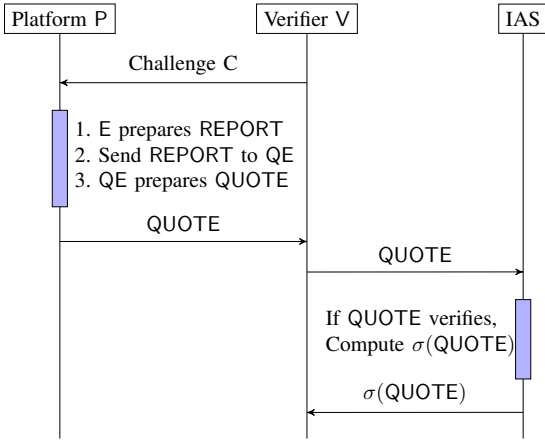 Platform P
Verifier V
IAS
Challenge C
1. E prepares REPORT
2. Send REPORT to QE
3. QE prepares QUOTE
QUOTE
QUOTE
If QUOTE verifies,
Compute σ(QUOTE)
σ(QUOTE)